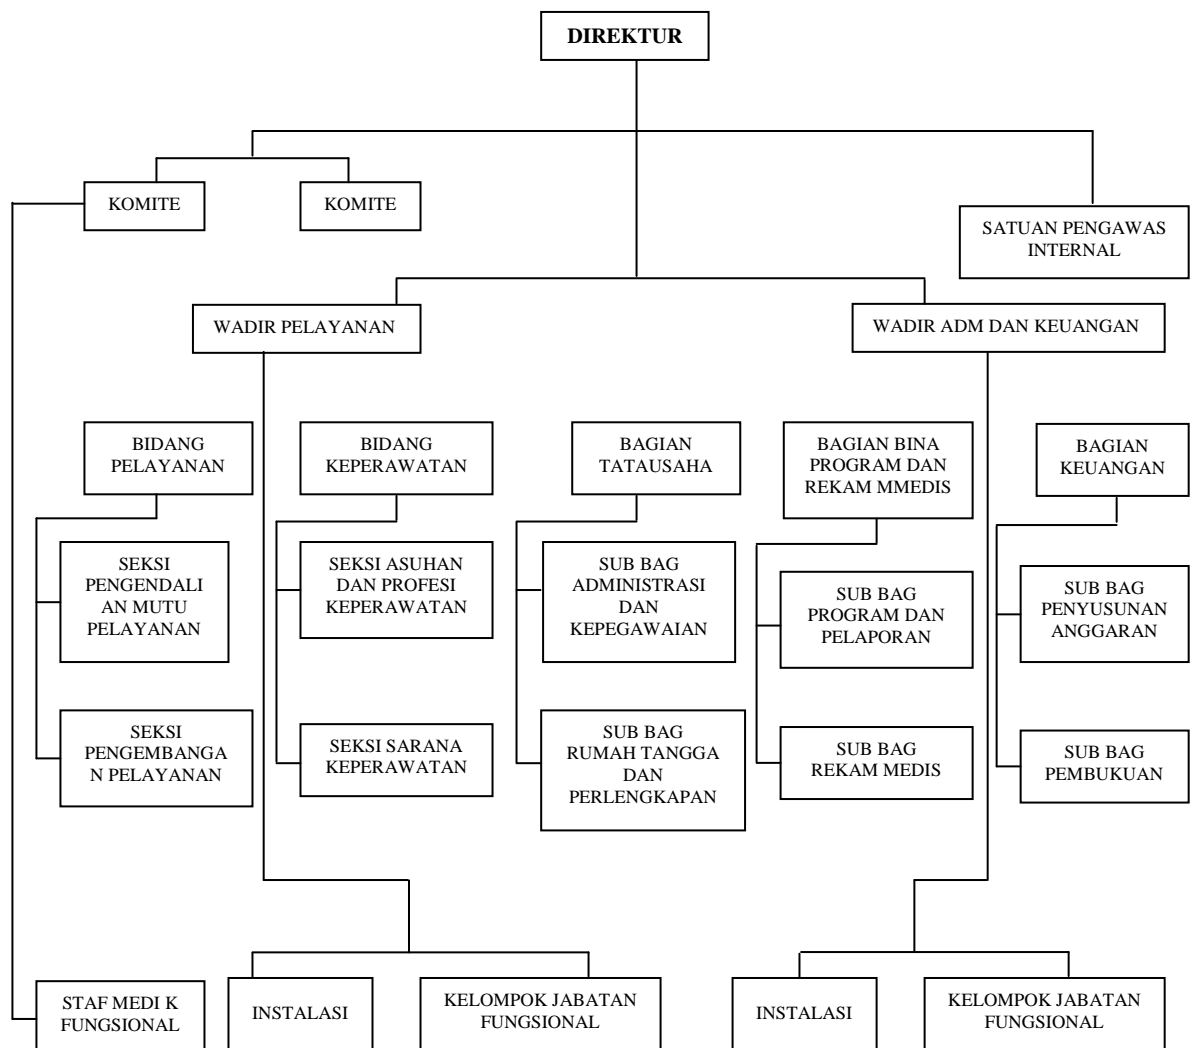 DIREKTUR
KOMITE
KOMITE
SATUAN PENGAWAS
INTERNAL
WADIR PELAYANAN
WADIR ADM DAN KEUANGAN
BIDANG
PELAYANAN
BIDANG
KEPERAWATAN
BAGIAN
TATAUSAHA
BAGIAN BINA
PROGRAM DAN
REKAM MMEDIS
BAGIAN
KEUANGAN
SEKSI
PENGENDALI
AN MUTU
PELAYANAN
SEKSI ASUHAN
DAN PROFESI
KEPERAWATAN
SUB BAG
ADMINISTRASI
DAN
KEPEGAWAIAN
SUB BAG
PROGRAM DAN
PELAPORAN
SUB BAG
PENYUSUNAN
ANGGARAN
SEKSI
PENGEMBANGA
N PELAYANAN
SEKSI SARANA
KEPERAWATAN
SUB BAG
RUMAH TANGGA
DAN
PERLENGKAPAN
SUB BAG
REKAM MEDIS
SUB BAG
PEMBUKUAN
STAF MEDI K
FUNGSIONAL
INSTALASI
KELOMPOK JABATAN
FUNGSIONAL
INSTALASI
KELOMPOK JABATAN
FUNGSIONAL